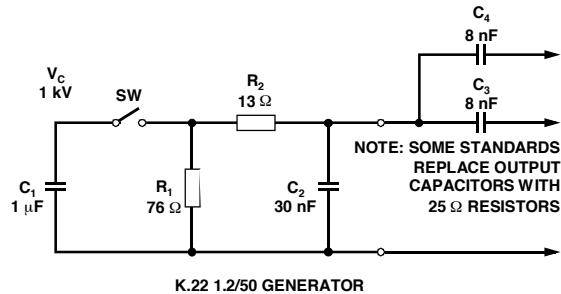 C4
8 nF
VC
1 kV
SW
R2
13 Ω
C3
8 nF
NOTE: SOME STANDARDS
REPLACE OUTPUT
CAPACITORS WITH
25 Ω RESISTORS
C1
1 μF
R1
76 Ω
C2
30 nF
K.22 1.2/50 GENERATOR